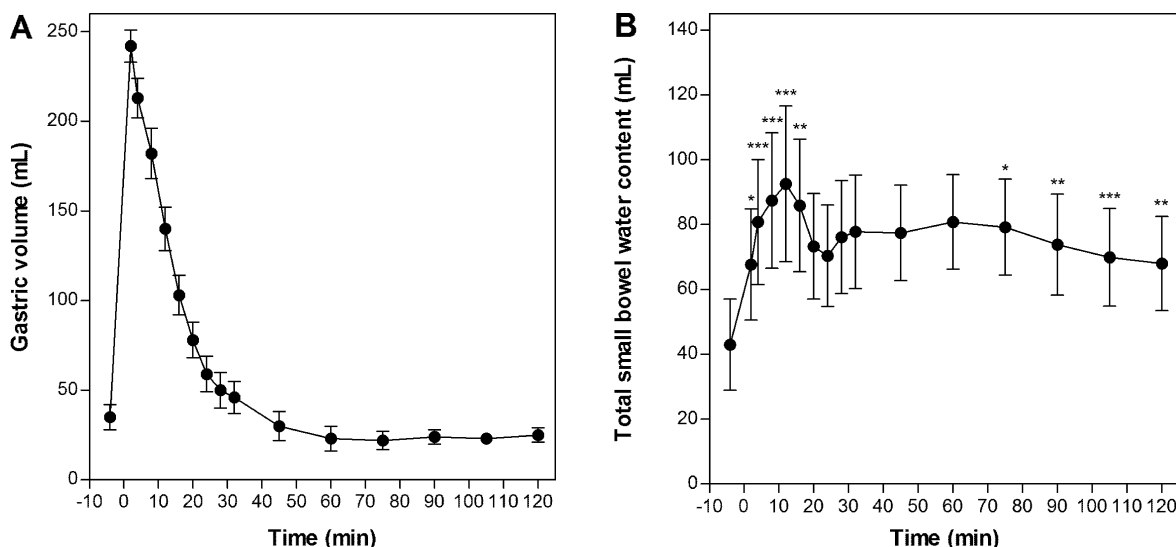 A
Gastric volume (mL)
250
200
150
100
50
0
-10 0 10 20 30 40 50 60 70 80 90 100 110 120
Time (min)
B
Total small bowel water content (mL)
140
120
100
80
60
40
20
0
*
***
***
***
**
*
**
***
**
-10 0 10 20 30 40 50 60 70 80 90 100 110 120
Time (min)